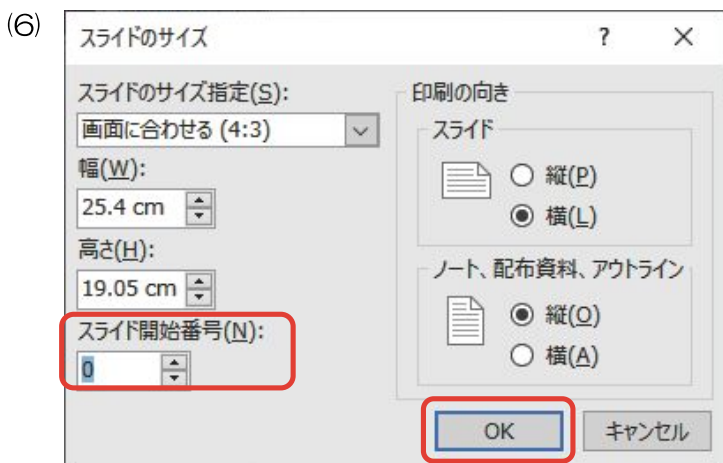 (6)
スライドのサイズ ? ×
スライドのサイズ指定(S):
画面に合わせる (4:3)
幅(W):
25.4 cm
高さ(H):
19.05 cm
スライド開始番号(N):
0
印刷の向き
スライド
縦(P)
横(L)
ノート、配布資料、アウトライン
縦(O)
横(A)
OK
キャンセル